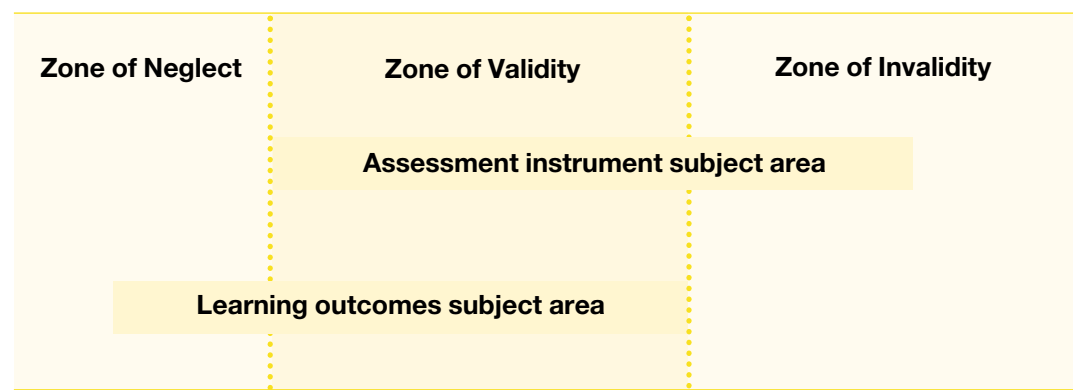 Zone of Neglect
Zone of Validity
Zone of Invalidity
Assessment instrument subject area
Learning outcomes subject area